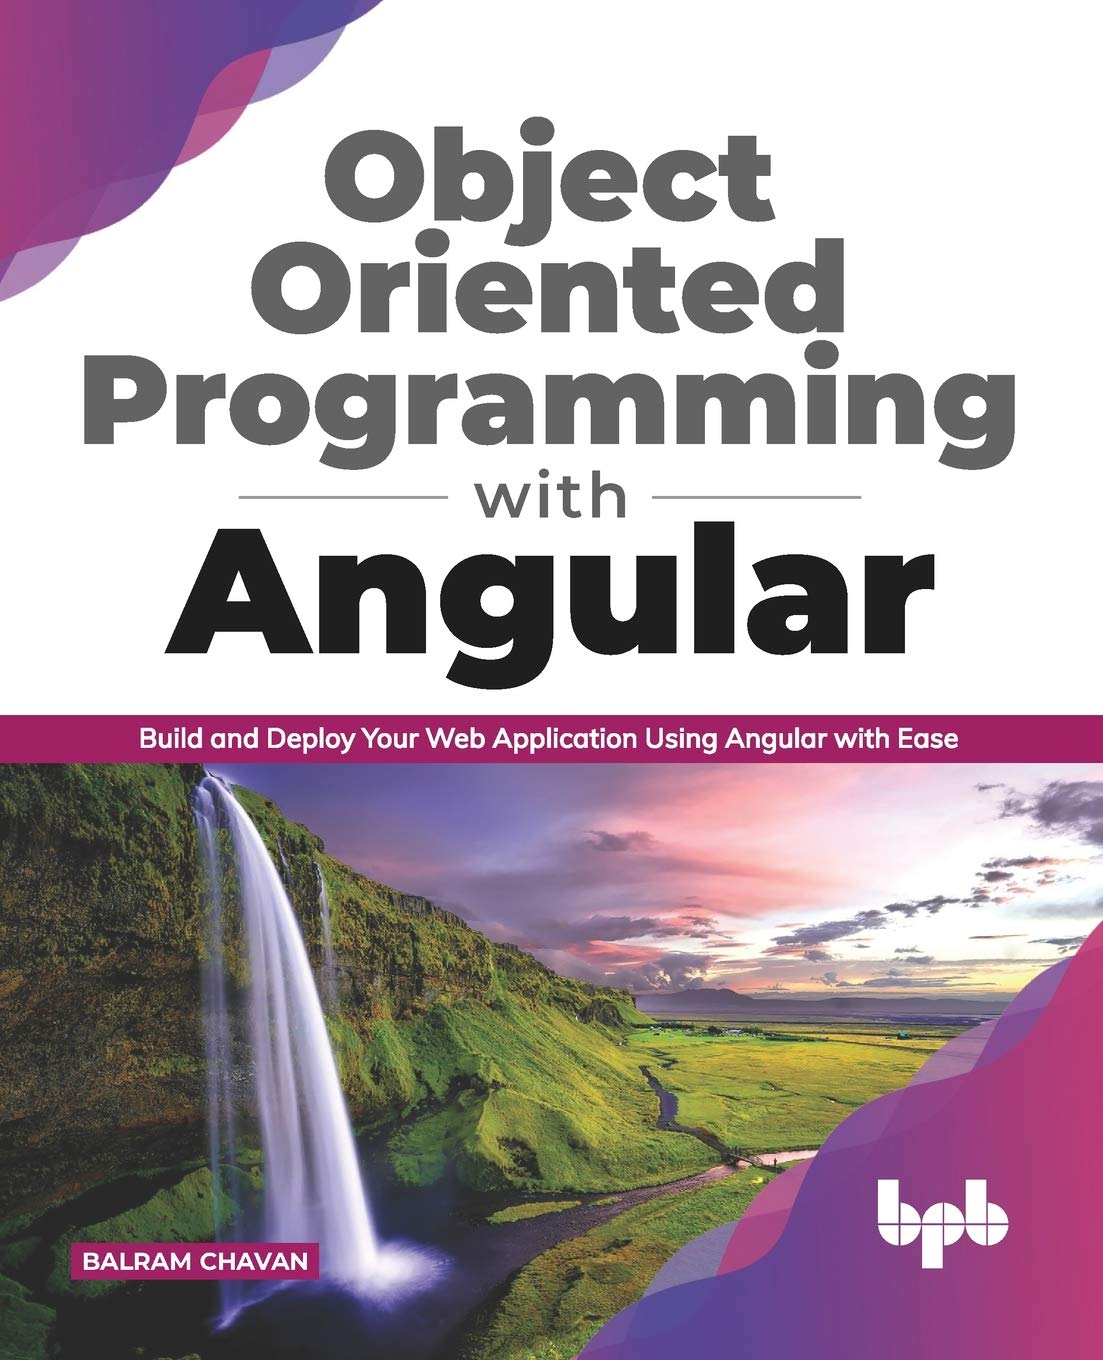 Object
Oriented
Programming
with
Angular
Build and Deploy Your Web Application Using Angular with Ease
BALRAM CHAVAN
bpb